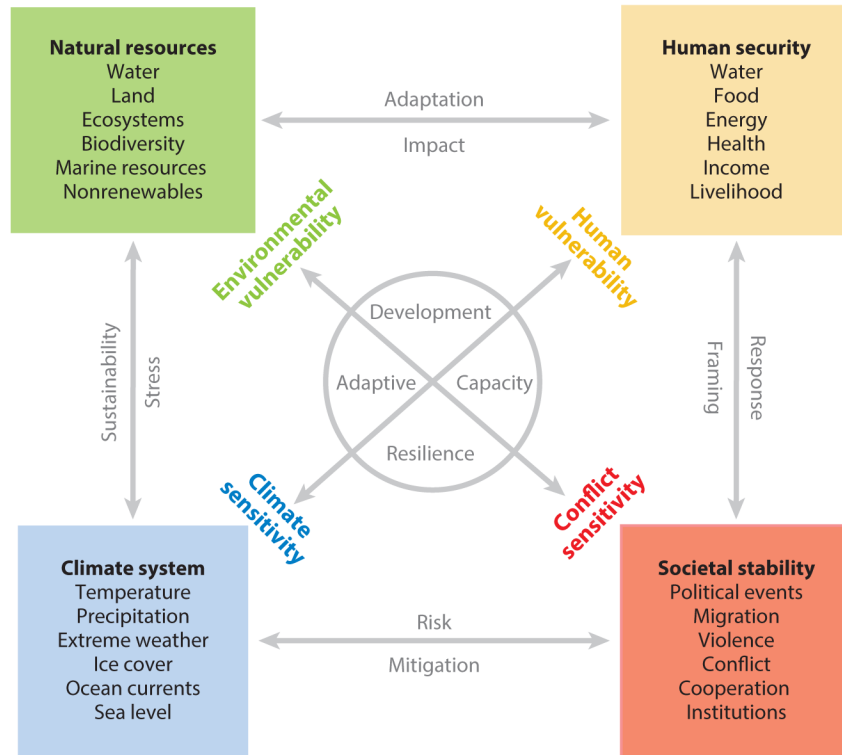 Natural resources
Water
Land
Ecosystems
Biodiversity
Marine resources
Nonrenewables
Adaptation
Impact
Human security
Water
Food
Energy
Health
Income
Livelihood
Environmental
vulnerability
Human
vulnerability
Sustainability
Stress
Development
Adaptive
Capacity
Resilience
Framing
Response
Climate
sensitivity
Conflict
sensitivity
Climate system
Temperature
Precipitation
Extreme weather
Ice cover
Ocean currents
Sea level
Risk
Mitigation
Societal stability
Political events
Migration
Violence
Conflict
Cooperation
Institutions